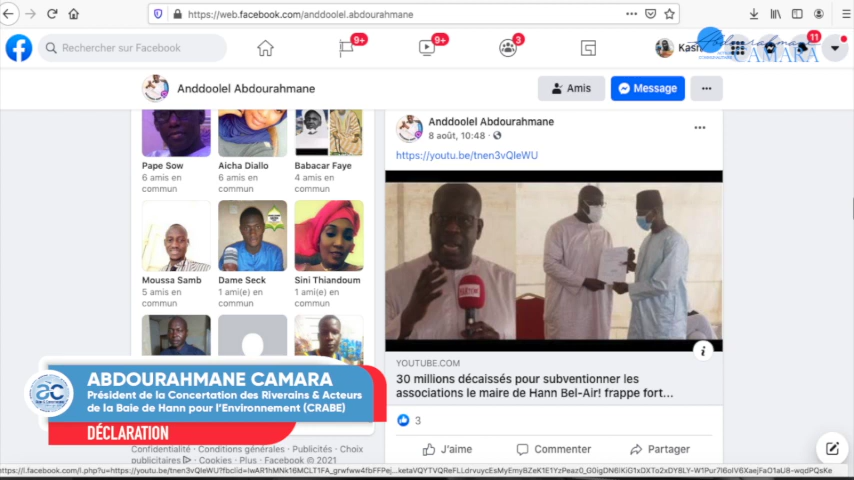 https://web.facebook.com/anddoolel.abdourahmane
Rechercher sur Facebook
9+
9+
3
11
CAMARA
Anddoolel Abdourahmane
Amis
Message
Pape Sow
6 amis en
commun
Aicha Diallo
6 amis en
commun
Babacar Faye
4 amis en
commun
Moussa Samb
5 amis en
commun
Dame Seck
1 ami(e) en
commun
Sini Thiandoum
1 ami(e) en
commun
Anddoolel Abdourahmane
8 août, 10:48
https://youtu.be/tnen3vQIeWU
YOUTUBE.COM
30 millions décaissés pour subventionner les
associations le maire de Hann Bel-Air! frappe fort...
3
J'aime
Commenter
Partager
ac
ABDOURAHMANE CAMARA
Président de la Concertation des Riverains & Acteurs
de la Baie de Hann pour l'Environnement (CRABE)
DÉCLARATION
Confidentialité · Conditions générales · Publicités · Choix
publicitaires · Cookies · Plus · Facebook © 2021